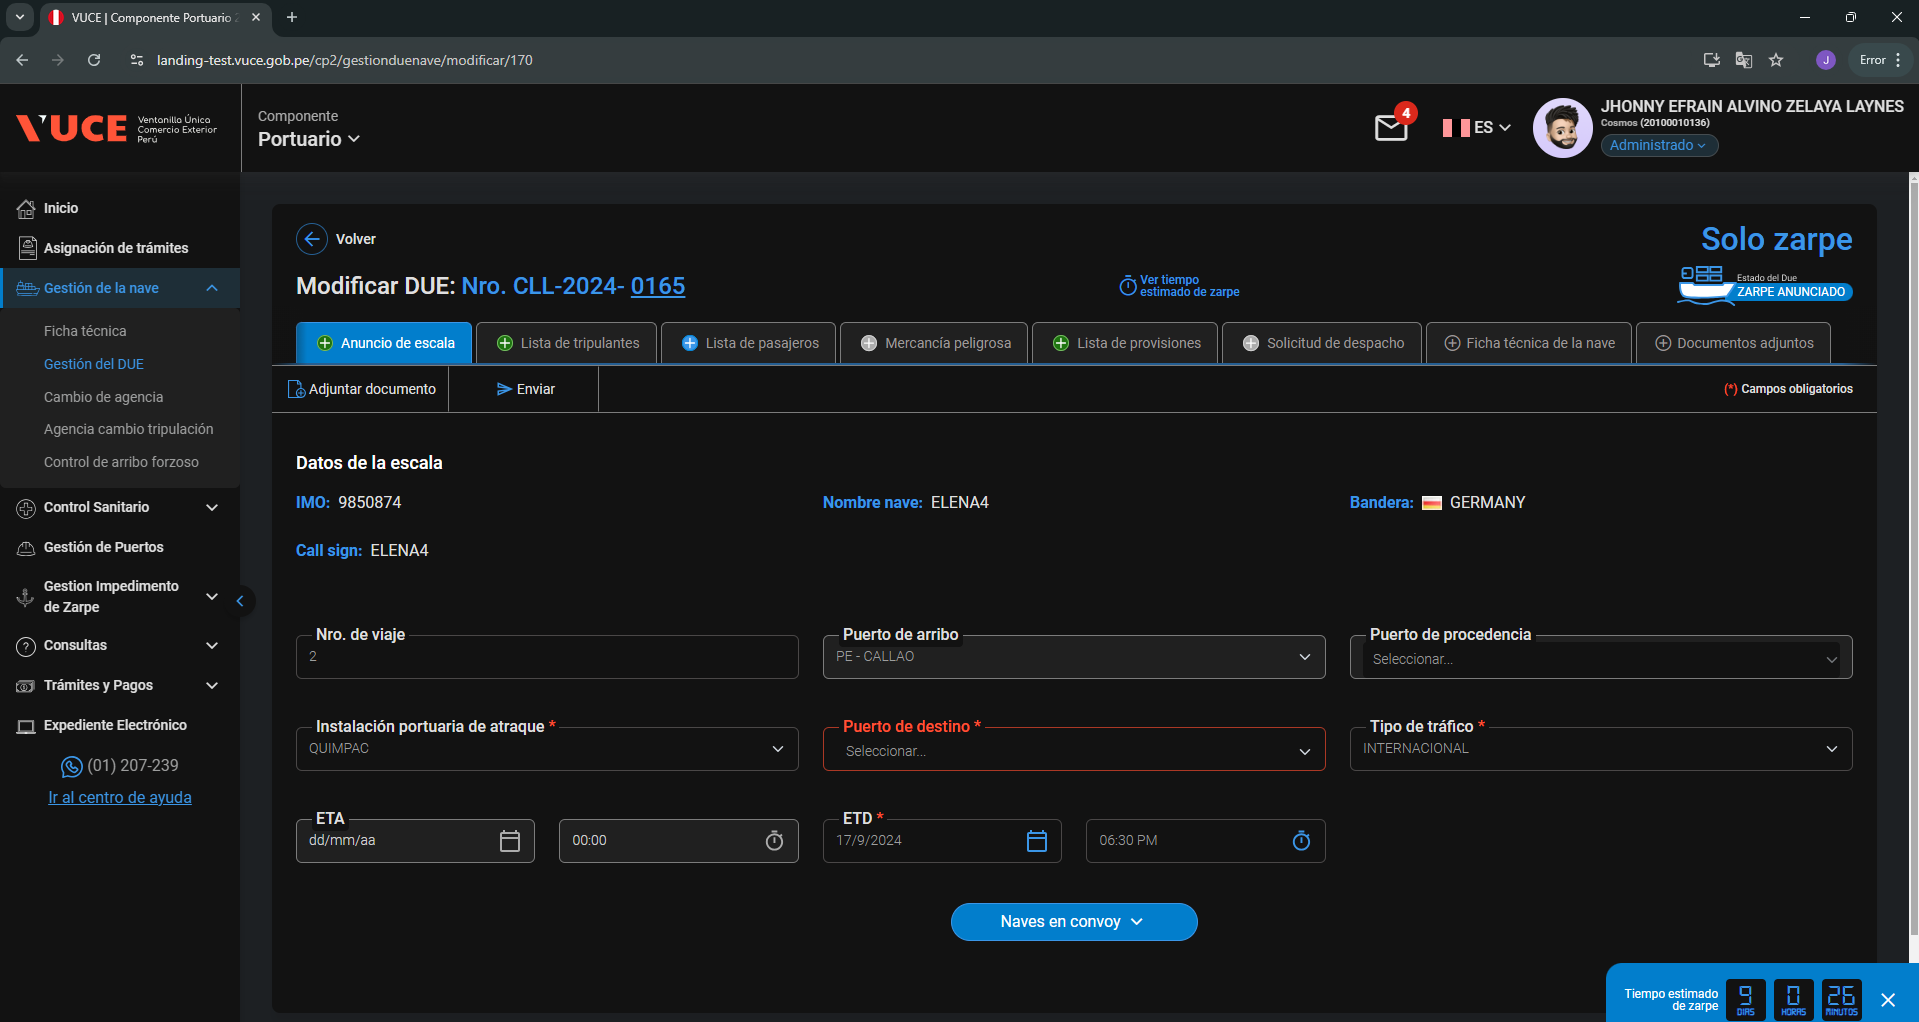 VUCE | Componente Portuario 2
landing-test.vuce.gob.pe/cp2/gestionduenave/modificar/170
J
Error
VUCE
Ventanilla Única
Comercio Exterior
Perú
Componente
Portuario
4
ES
JHONNY EFRAIN ALVINO ZELAYA LAYNES
Cosmos (20100010136)
Administrado
Inicio
Asignación de trámites
Gestión de la nave
Ficha técnica
Gestión del DUE
Cambio de agencia
Agencia cambio tripulación
Control de arribo forzoso
Control Sanitario
Gestión de Puertos
Gestion Impedimento
de Zarpe
Consultas
Trámites y Pagos
Expediente Electrónico
(01) 207-239
Ir al centro de ayuda
Volver
Solo zarpe
Modificar DUE: Nro. CLL-2024- 0165
Ver tiempo
estimado de zarpe
Estado del Due
ZARPE ANUNCIADO
Anuncio de escala
Lista de tripulantes
Lista de pasajeros
Mercancía peligrosa
Lista de provisiones
Solicitud de despacho
Ficha técnica de la nave
Documentos adjuntos
Adjuntar documento
Enviar
(*) Campos obligatorios
Datos de la escala
IMO: 9850874
Nombre nave: ELENA4
Bandera: GERMANY
Call sign: ELENA4
Nro. de viaje
2
Puerto de arribo
PE - CALLAO
Puerto de procedencia
Seleccionar...
Instalación portuaria de atraque *
QUIMPAC
Puerto de destino *
Seleccionar...
Tipo de tráfico *
INTERNACIONAL
ETA
dd/mm/aa
00:00
ETD *
17/9/2024
06:30 PM
Naves en convoy
Tiempo estimado
de zarpe
9
DIAS
0
HORAS
26
MINUTOS